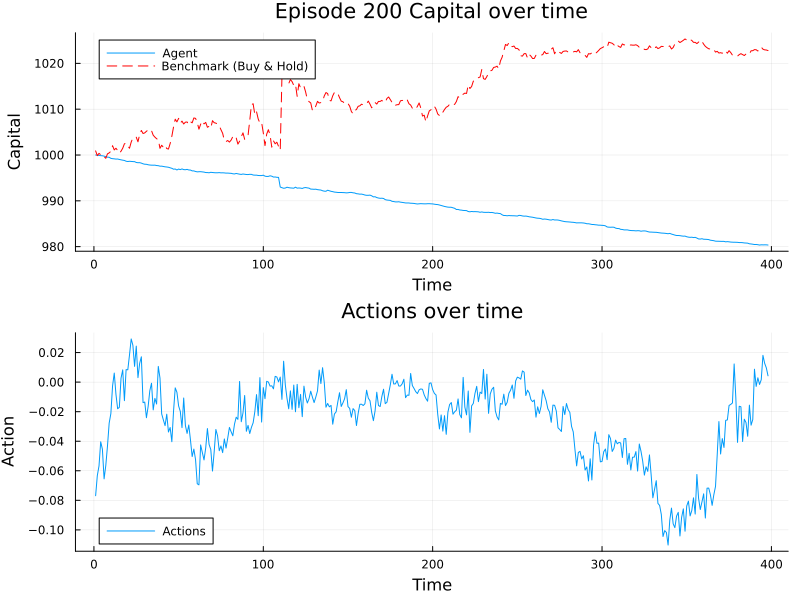 Episode 200 Capital over time
Agent
Benchmark (Buy & Hold)
Capital
1020
1010
1000
990
980
0
100
200
300
400
Time
Actions over time
Action
0.02
0.00
−0.02
−0.04
−0.06
−0.08
−0.10
Actions
0
100
200
300
400
Time